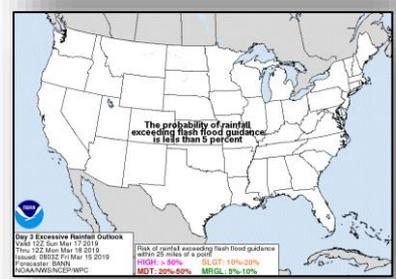 The probability of rainfall
exceeding flash flood guidance
is less than 5 percent
noaa
Day 3 Excessive Rainfall Outlook
Valid 12Z Sun Mar 17 2019
Thru 12Z Mon Mar 18 2019
Issued: 0803Z Fri Mar 15 2019
Forecaster: BANN
NOAA/NWS/NCEP/WPC
Risk of rainfall exceeding flash flood guidance
within 25 miles of a point
HIGH: > 50% SLGT: 10%-20%
MDT: 20%-50% MRGL: 5%-10%